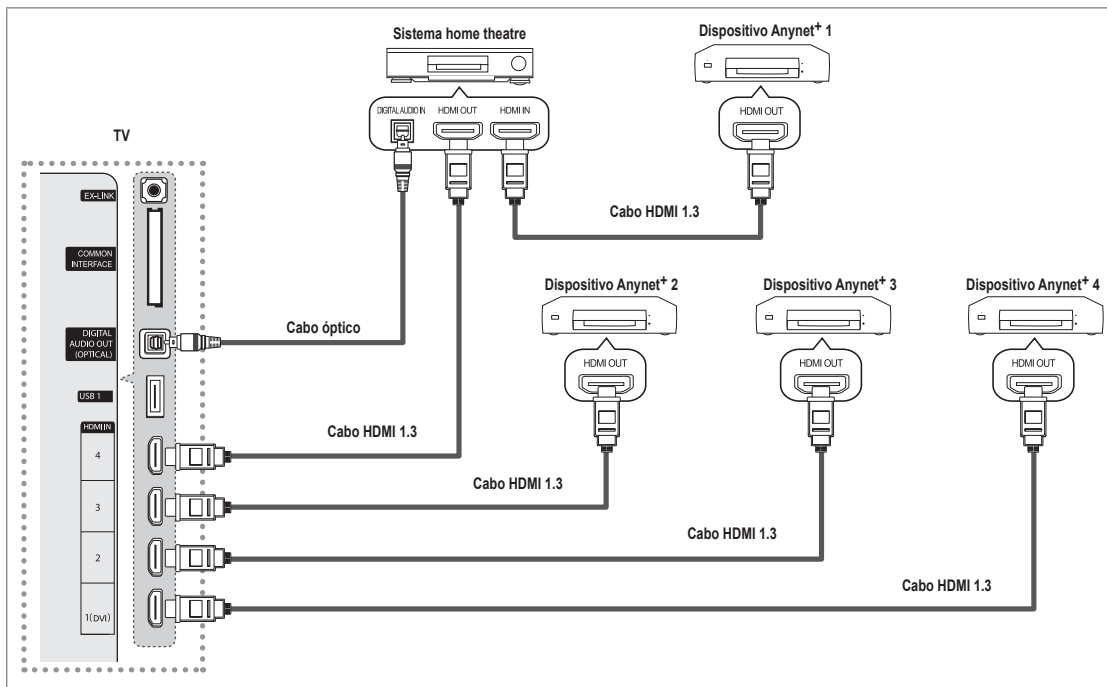 Sistema home theatre
Dispositivo Anynet+ 1
DIGITAL AUDIO IN
HDMI OUT
HDMI IN
HDMI OUT
TV
EX-LINK
Cabo HDMI 1.3
COMMON
INTERFACE
Dispositivo Anynet+ 2
Dispositivo Anynet+ 3
Dispositivo Anynet+ 4
Cabo óptico
DIGITAL
AUDIO OUT
(OPTICAL)
HDMI OUT
HDMI OUT
HDMI OUT
USB 1
HDMI IN
Cabo HDMI 1.3
4
Cabo HDMI 1.3
3
Cabo HDMI 1.3
2
Cabo HDMI 1.3
1(DVI)